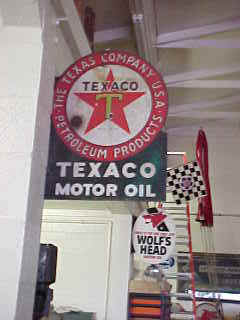 THE TEXAS COMPANY U.S.A.
TEXACO
T
PETROLEUM PRODUCTS
TEXACO
MOTOR OIL
WOLF'S
HEAD